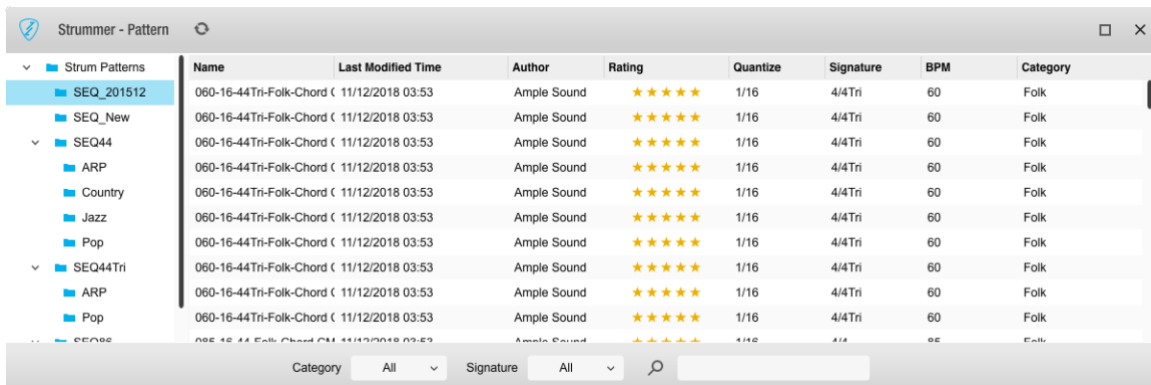 Strummer - Pattern
Strum Patterns Name Last Modified Time Author Rating Quantize Signature BPM Category
SEQ_201512 060-16-44Tri-Folk-Chord 11/12/2018 03:53 Ample Sound ★★★★★ 1/16 4/4Tri 60 Folk
SEQ_New 060-16-44Tri-Folk-Chord 11/12/2018 03:53 Ample Sound ★★★★★ 1/16 4/4Tri 60 Folk
SEQ44 060-16-44Tri-Folk-Chord 11/12/2018 03:53 Ample Sound ★★★★★ 1/16 4/4Tri 60 Folk
ARP 060-16-44Tri-Folk-Chord 11/12/2018 03:53 Ample Sound ★★★★★ 1/16 4/4Tri 60 Folk
Country 060-16-44Tri-Folk-Chord 11/12/2018 03:53 Ample Sound ★★★★★ 1/16 4/4Tri 60 Folk
Jazz 060-16-44Tri-Folk-Chord 11/12/2018 03:53 Ample Sound ★★★★★ 1/16 4/4Tri 60 Folk
Pop 060-16-44Tri-Folk-Chord 11/12/2018 03:53 Ample Sound ★★★★★ 1/16 4/4Tri 60 Folk
SEQ44Tri 060-16-44Tri-Folk-Chord 11/12/2018 03:53 Ample Sound ★★★★★ 1/16 4/4Tri 60 Folk
ARP 060-16-44Tri-Folk-Chord 11/12/2018 03:53 Ample Sound ★★★★★ 1/16 4/4Tri 60 Folk
Pop 060-16-44Tri-Folk-Chord 11/12/2018 03:53 Ample Sound ★★★★★ 1/16 4/4Tri 60 Folk
Category All Signature All